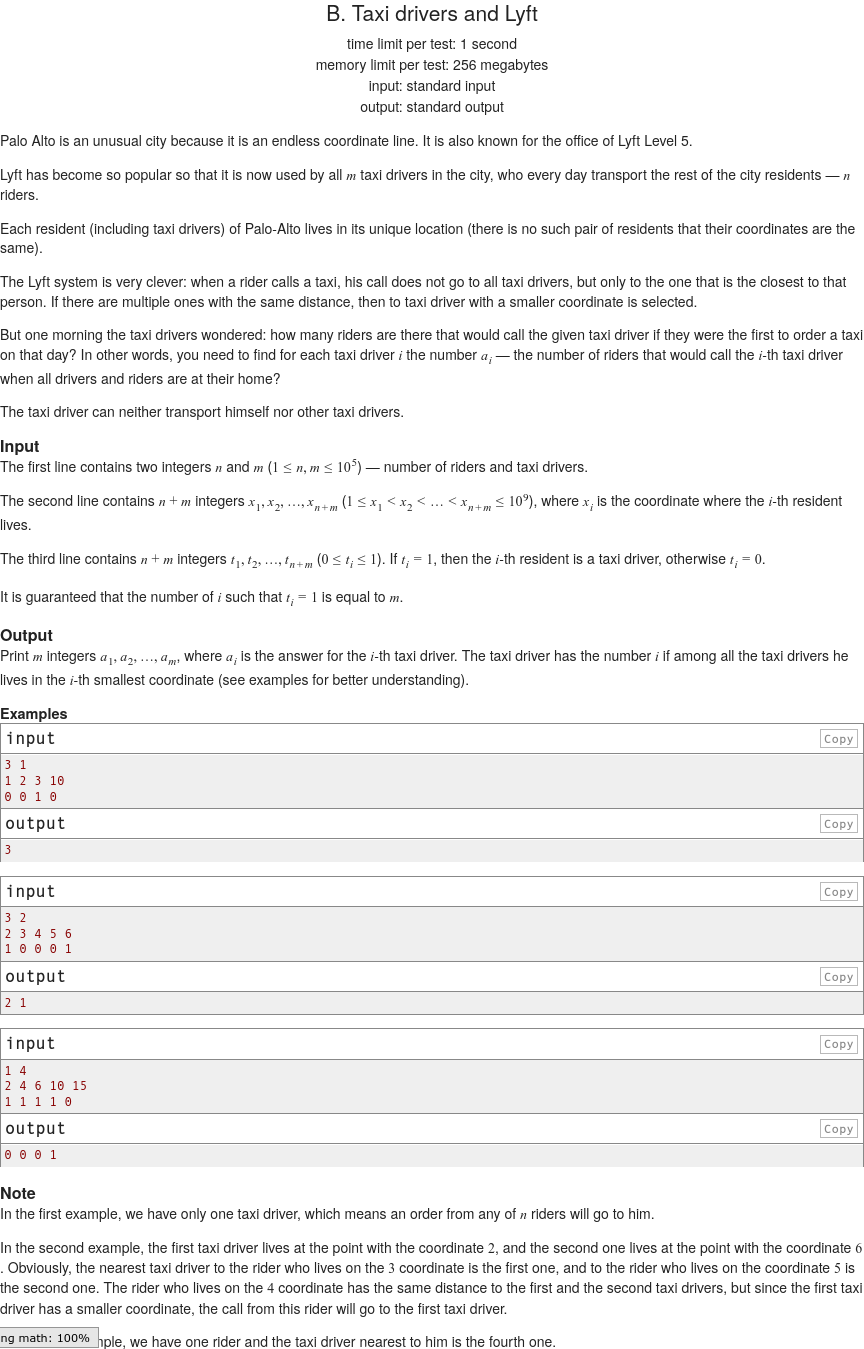 B. Taxi drivers and Lyft
time limit per test: 1 second
memory limit per test: 256 megabytes
input: standard input
output: standard output
Palo Alto is an unusual city because it is an endless coordinate line. It is also known for the office of Lyft Level 5.
Lyft has become so popular so that it is now used by all m taxi drivers in the city, who every day transport the rest of the city residents — n
riders.
Each resident (including taxi drivers) of Palo-Alto lives in its unique location (there is no such pair of residents that their coordinates are the
same).
The Lyft system is very clever: when a rider calls a taxi, his call does not go to all taxi drivers, but only to the one that is the closest to that
person. If there are multiple ones with the same distance, then to taxi driver with a smaller coordinate is selected.
But one morning the taxi drivers wondered: how many riders are there that would call the given taxi driver if they were the first to order a taxi
on that day? In other words, you need to find for each taxi driver i the number a_i — the number of riders that would call the i-th taxi driver
when all drivers and riders are at their home?
The taxi driver can neither transport himself nor other taxi drivers.
Input
The first line contains two integers n and m (1 ≤ n, m ≤ 10^5) — number of riders and taxi drivers.
The second line contains n + m integers x_1, x_2, …, x_{n+m} (1 ≤ x_1 < x_2 < … < x_{n+m} ≤ 10^9), where x_i is the coordinate where the i-th resident
lives.
The third line contains n + m integers t_1, t_2, …, t_{n+m} (0 ≤ t_i ≤ 1). If t_i = 1, then the i-th resident is a taxi driver, otherwise t_i = 0.
It is guaranteed that the number of i such that t_i = 1 is equal to m.
Output
Print m integers a_1, a_2, …, a_m, where a_i is the answer for the i-th taxi driver. The taxi driver has the number i if among all the taxi drivers he
lives in the i-th smallest coordinate (see examples for better understanding).
Examples
input Copy
3 1
1 2 3 10
0 0 1 0
output Copy
3
input Copy
3 2
2 3 4 5 6
1 0 0 0 1
output Copy
2 1
input Copy
1 4
2 4 6 10 15
1 1 1 1 0
output Copy
0 0 0 1
Note
In the first example, we have only one taxi driver, which means an order from any of n riders will go to him.
In the second example, the first taxi driver lives at the point with the coordinate 2, and the second one lives at the point with the coordinate 6
. Obviously, the nearest taxi driver to the rider who lives on the 3 coordinate is the first one, and to the rider who lives on the coordinate 5 is
the second one. The rider who lives on the 4 coordinate has the same distance to the first and the second taxi drivers, but since the first taxi
driver has a smaller coordinate, the call from this rider will go to the first taxi driver.
ng math: 100% nple, we have one rider and the taxi driver nearest to him is the fourth one.